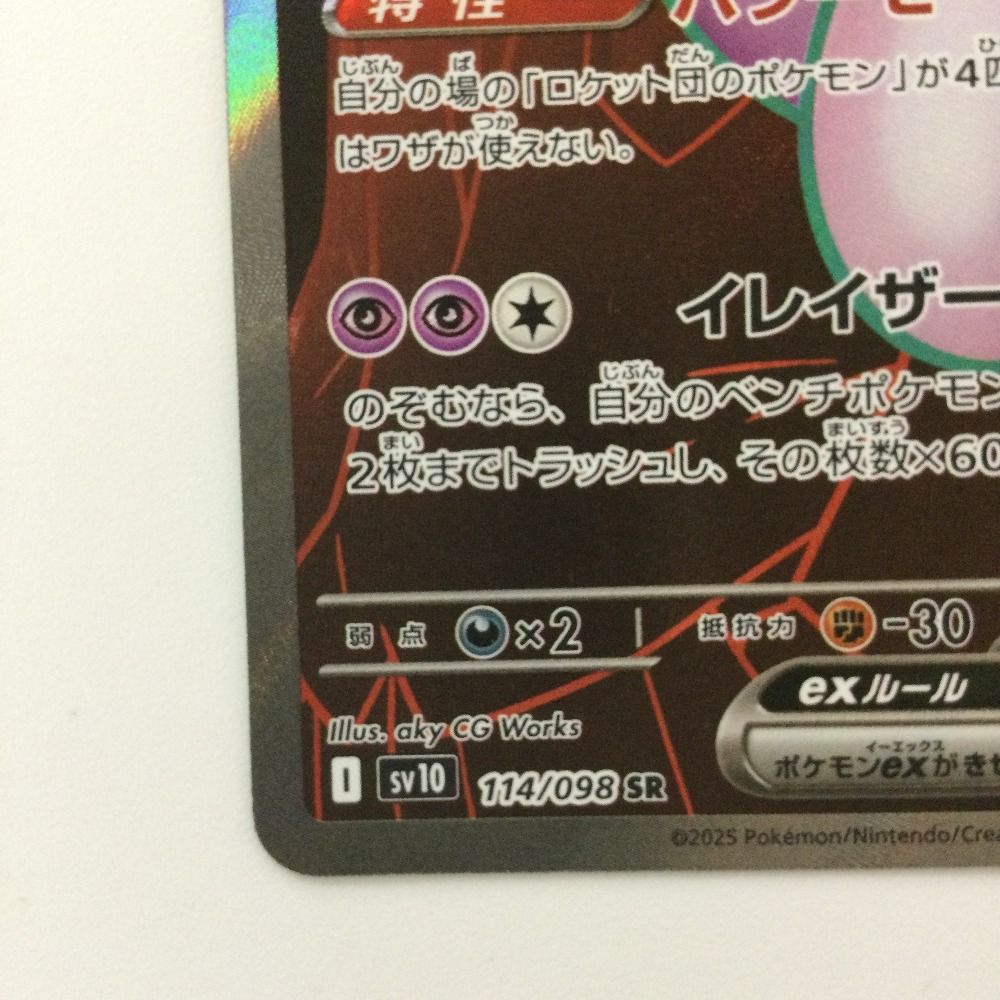 特性
自分の場の「ロケット団のポケモン」が4匹
はワザが使えない。
イレイザー
のぞむなら、自分のベンチポケモン
2枚までトラッシュし、その枚数×60
弱点 ×2 抵抗力 -30
exルール
Illus. aky CG Works
ポケモンexがきぜ
I sv10 114/098 SR
©2025 Pokémon/Nintendo/Crea